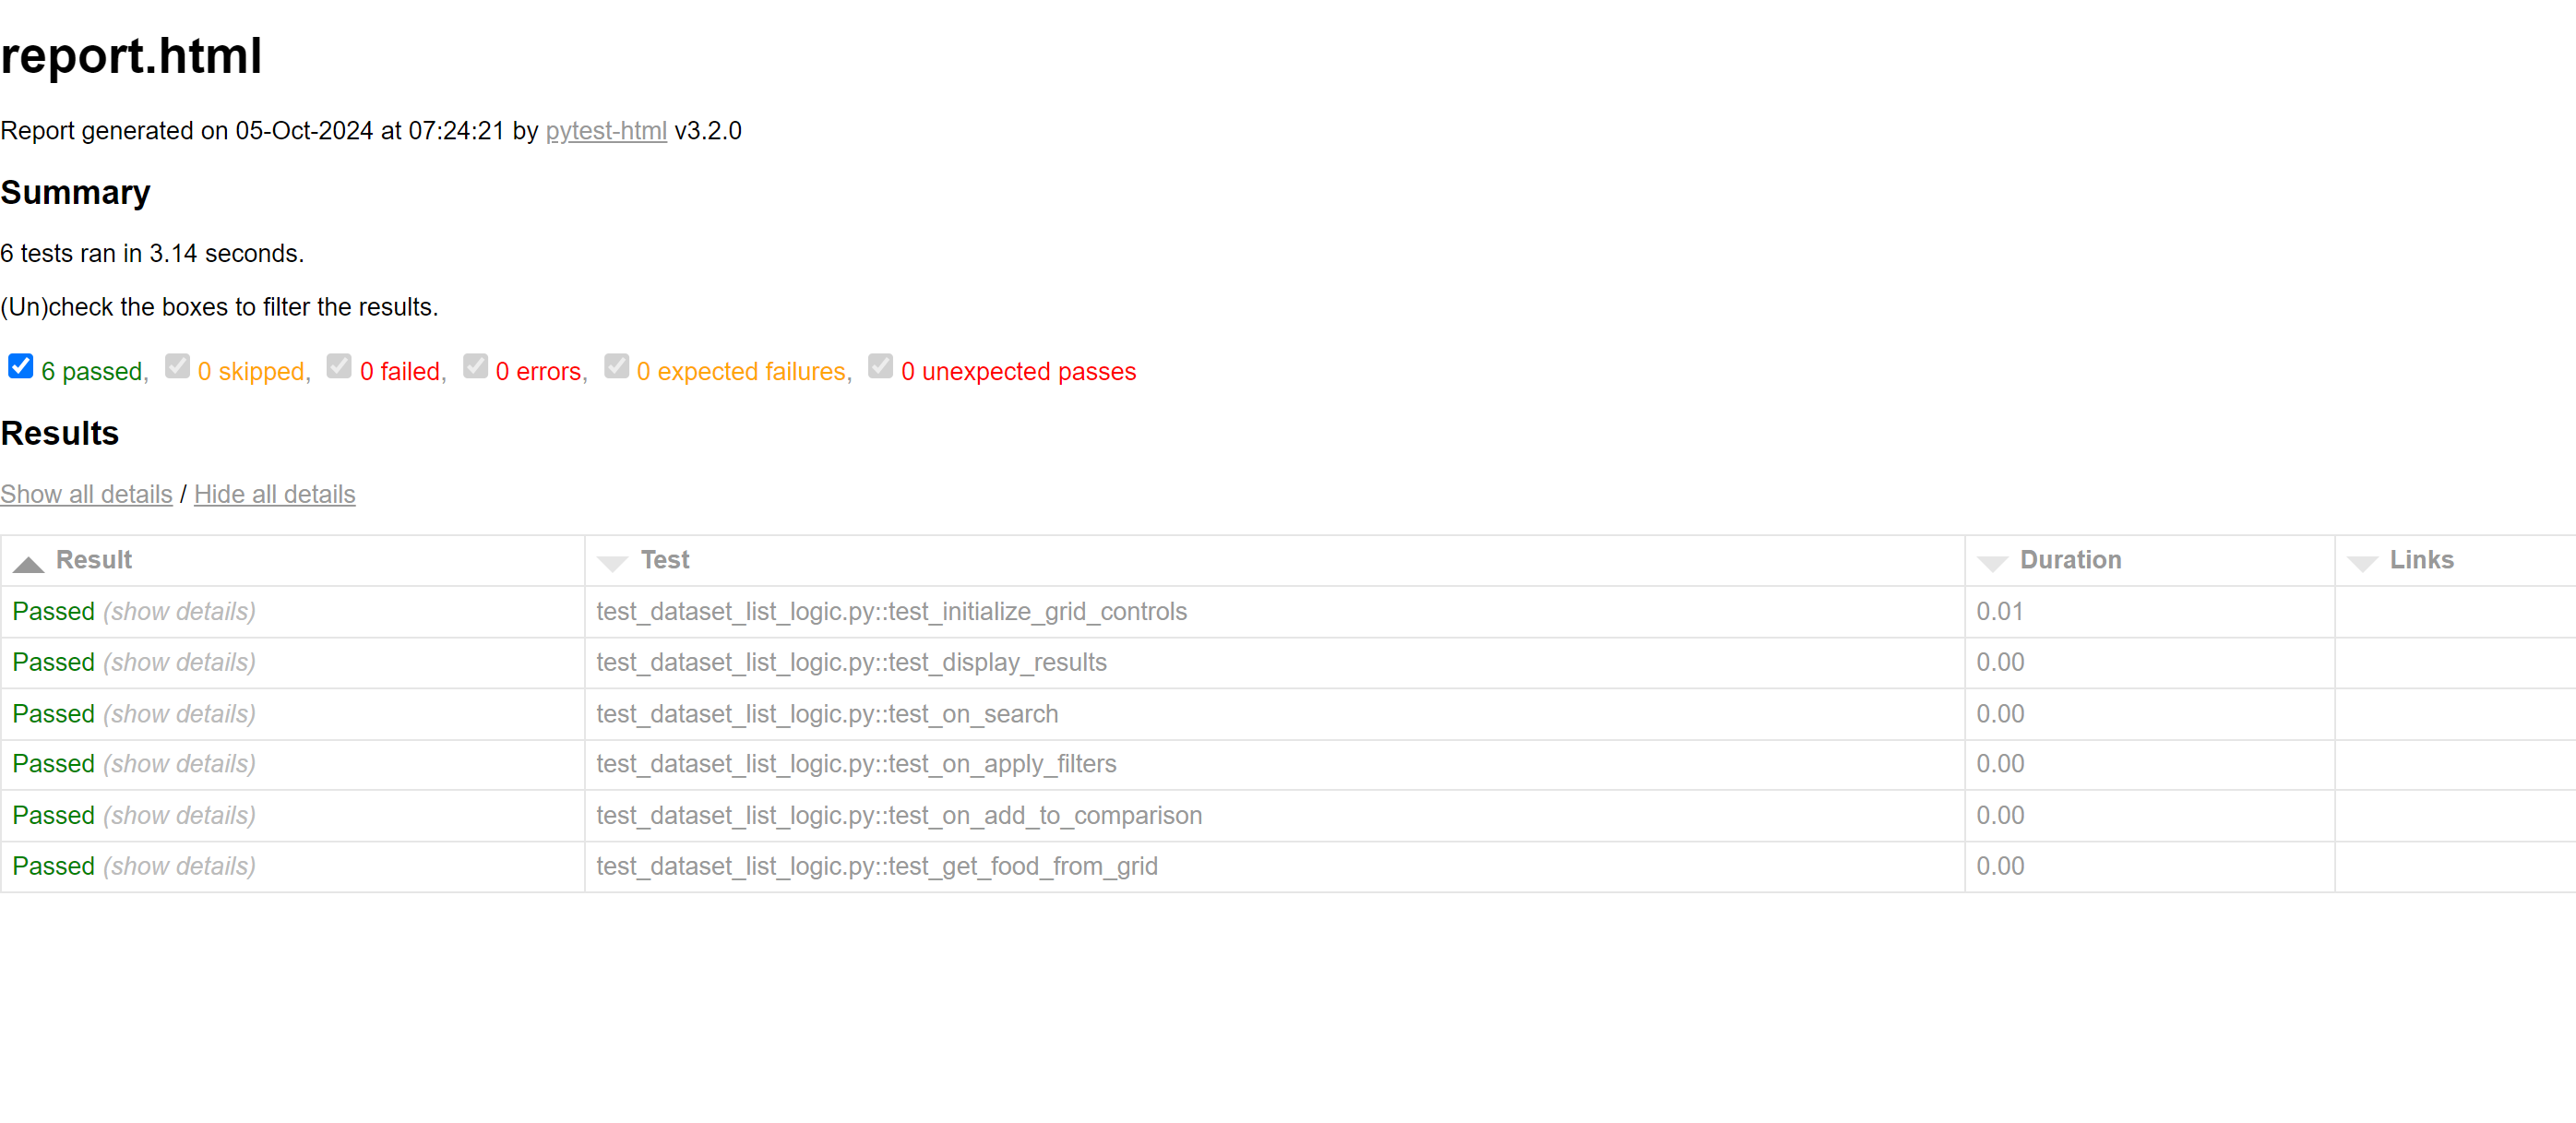 report.html
Report generated on 05-Oct-2024 at 07:24:21 by pytest-html v3.2.0
Summary
6 tests ran in 3.14 seconds.
(Un)check the boxes to filter the results.
6 passed, 0 skipped, 0 failed, 0 errors, 0 expected failures, 0 unexpected passes
Results
Show all details / Hide all details
Result Test Duration Links
Passed (show details) test_dataset_list_logic.py::test_initialize_grid_controls 0.01
Passed (show details) test_dataset_list_logic.py::test_display_results 0.00
Passed (show details) test_dataset_list_logic.py::test_on_search 0.00
Passed (show details) test_dataset_list_logic.py::test_on_apply_filters 0.00
Passed (show details) test_dataset_list_logic.py::test_on_add_to_comparison 0.00
Passed (show details) test_dataset_list_logic.py::test_get_food_from_grid 0.00